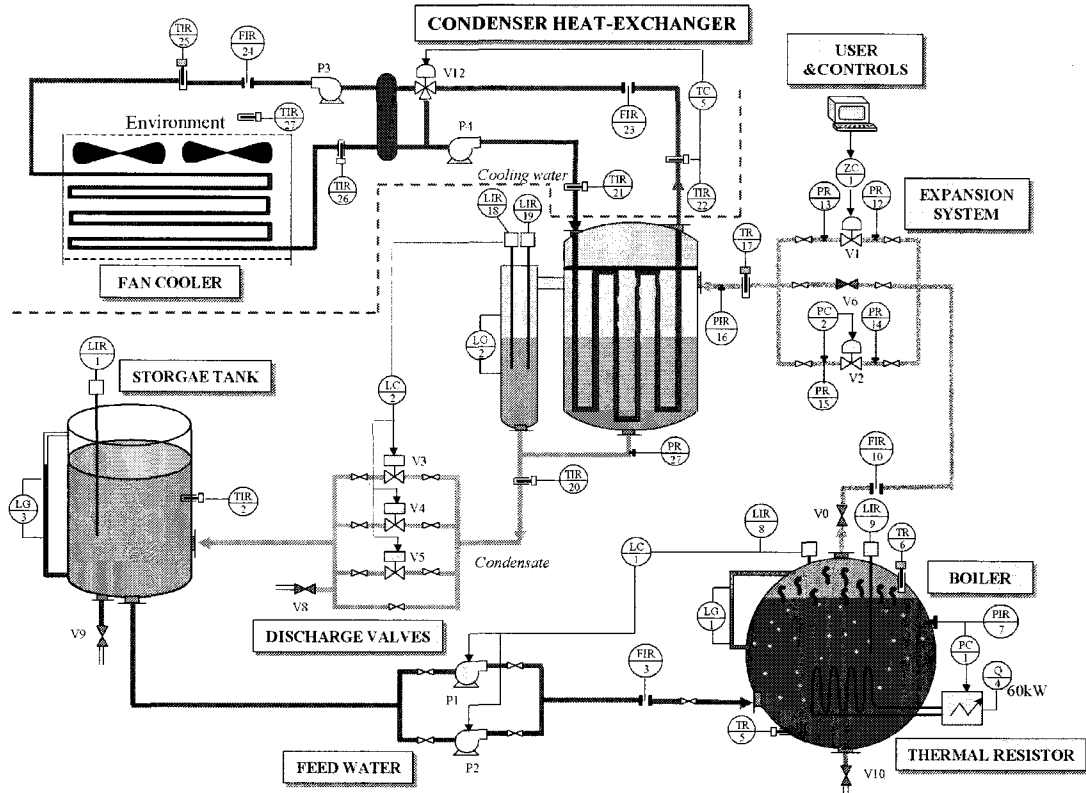 CONDENSER HEAT-EXCHANGER
TIR
25
FIR
24
P3
V12
TC
5
USER
&CONTROLS
Environment
TIR
27
FIR
23
P4
ZC
1
Cooling water
TIR
26
TIR
21
TIR
22
PR
13
PR
12
EXPANSION
SYSTEM
LIR
18
LIR
19
TR
17
V1
FAN COOLER
V6
PIR
16
PC
2
PR
14
LG
2
V2
LIR
1
STORGAE TANK
LC
2
PR
15
V3
PR
27
FIR
10
TIR
20
LG
3
TIR
2
V4
V0
LIR
9
LIR
8
TR
6
V5
Condensate
LC
1
BOILER
V8
LG
1
PIR
7
V9
DISCHARGE VALVES
FIR
3
PC
1
Q
4
60kW
P1
TR
5
FEED WATER
P2
THERMAL RESISTOR
V10